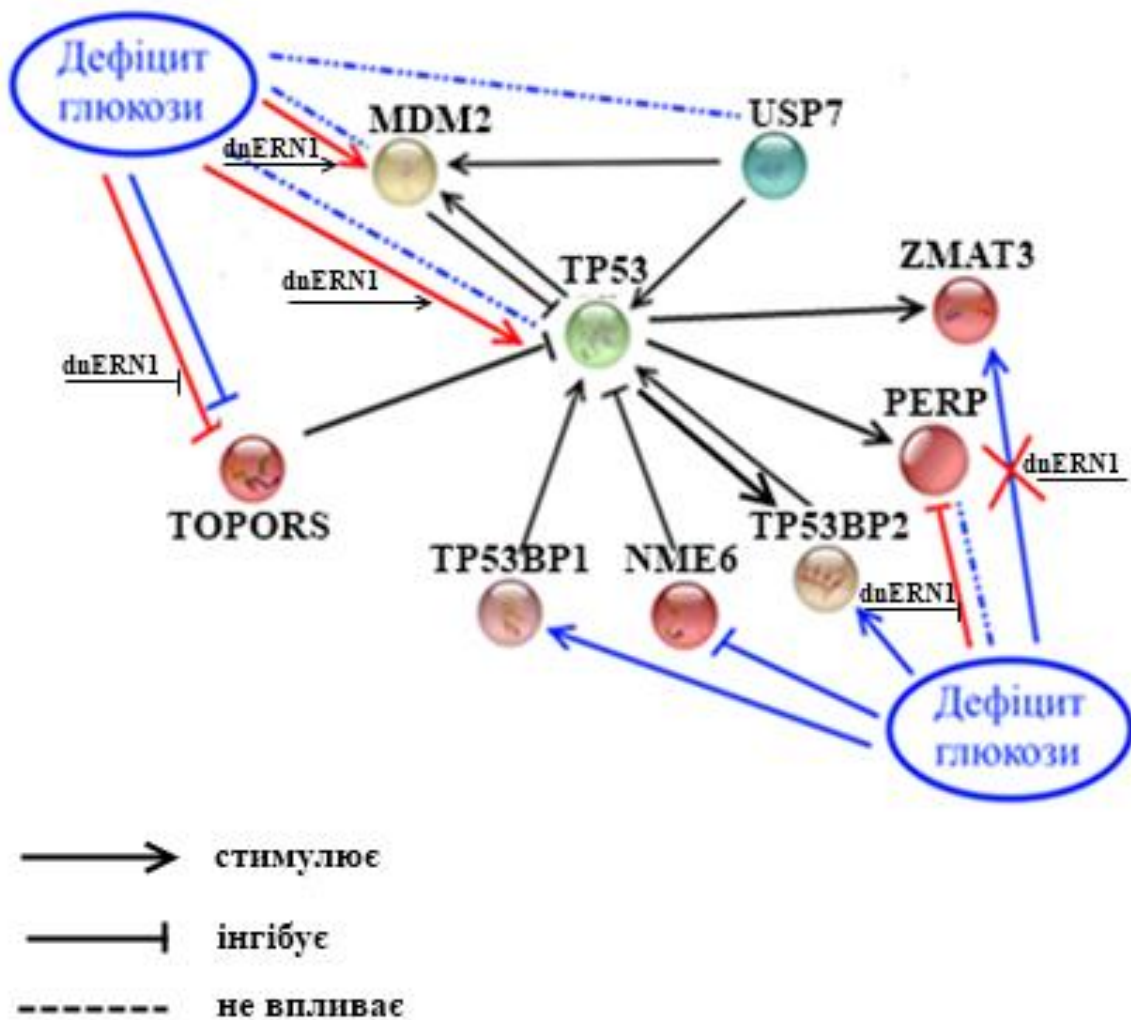 Дефіцит
глюкози
MDM2
USP7
dnERN1
TP53
ZMAT3
dnERN1
dnERN1
PERP
dnERN1
TOPORS
TP53BP1
NME6
TP53BP2
dnERN1
Дефіцит
глюкози
стимулює
інгібує
не впливає